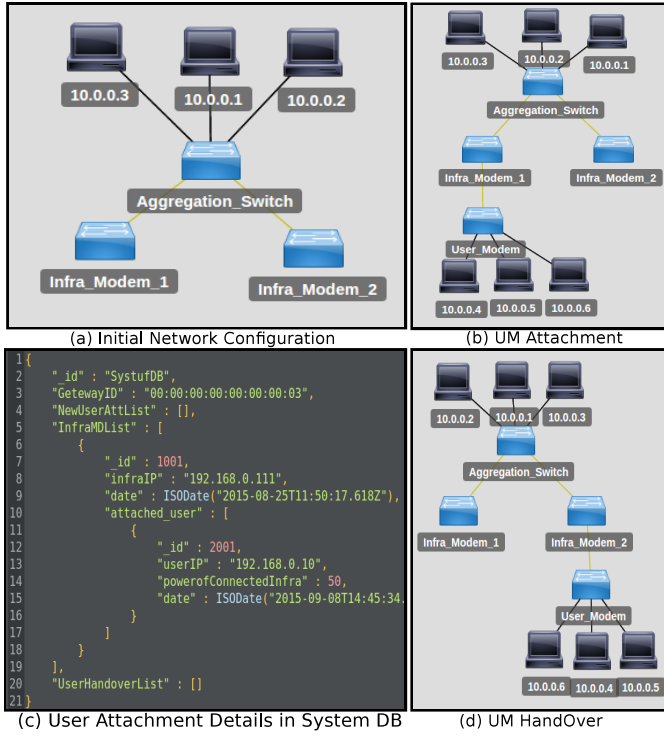 10.0.0.3
10.0.0.1
10.0.0.2
Aggregation_Switch
Infra_Modem_1
Infra_Modem_2
(a) Initial Network Configuration
10.0.0.3
10.0.0.2
10.0.0.1
Aggregation_Switch
Infra_Modem_1
Infra_Modem_2
User_Modem
10.0.0.4
10.0.0.5
10.0.0.6
(b) UM Attachment
1 {
2 "_id" : "SystufDB",
3 "GetewayID" : "00:00:00:00:00:00:00:03",
4 "NewUserAttList" : [],
5 "InfraMDList" : [
6 {
7 "_id" : 1001,
8 "infraIP" : "192.168.0.111",
9 "date" : ISODate("2015-08-25T11:50:17.618Z"),
10 "attached_user" : [
11 {
12 "_id" : 2001,
13 "userIP" : "192.168.0.10",
14 "powerofConnectedInfra" : 50,
15 "date" : ISODate("2015-09-08T14:45:34.
16 }
17 ]
18 }
19 ],
20 "UserHandoverList" : []
21 }
(c) User Attachment Details in System DB
10.0.0.2
10.0.0.1
10.0.0.3
Aggregation_Switch
Infra_Modem_1
Infra_Modem_2
User_Modem
10.0.0.6
10.0.0.4
10.0.0.5
(d) UM HandOver